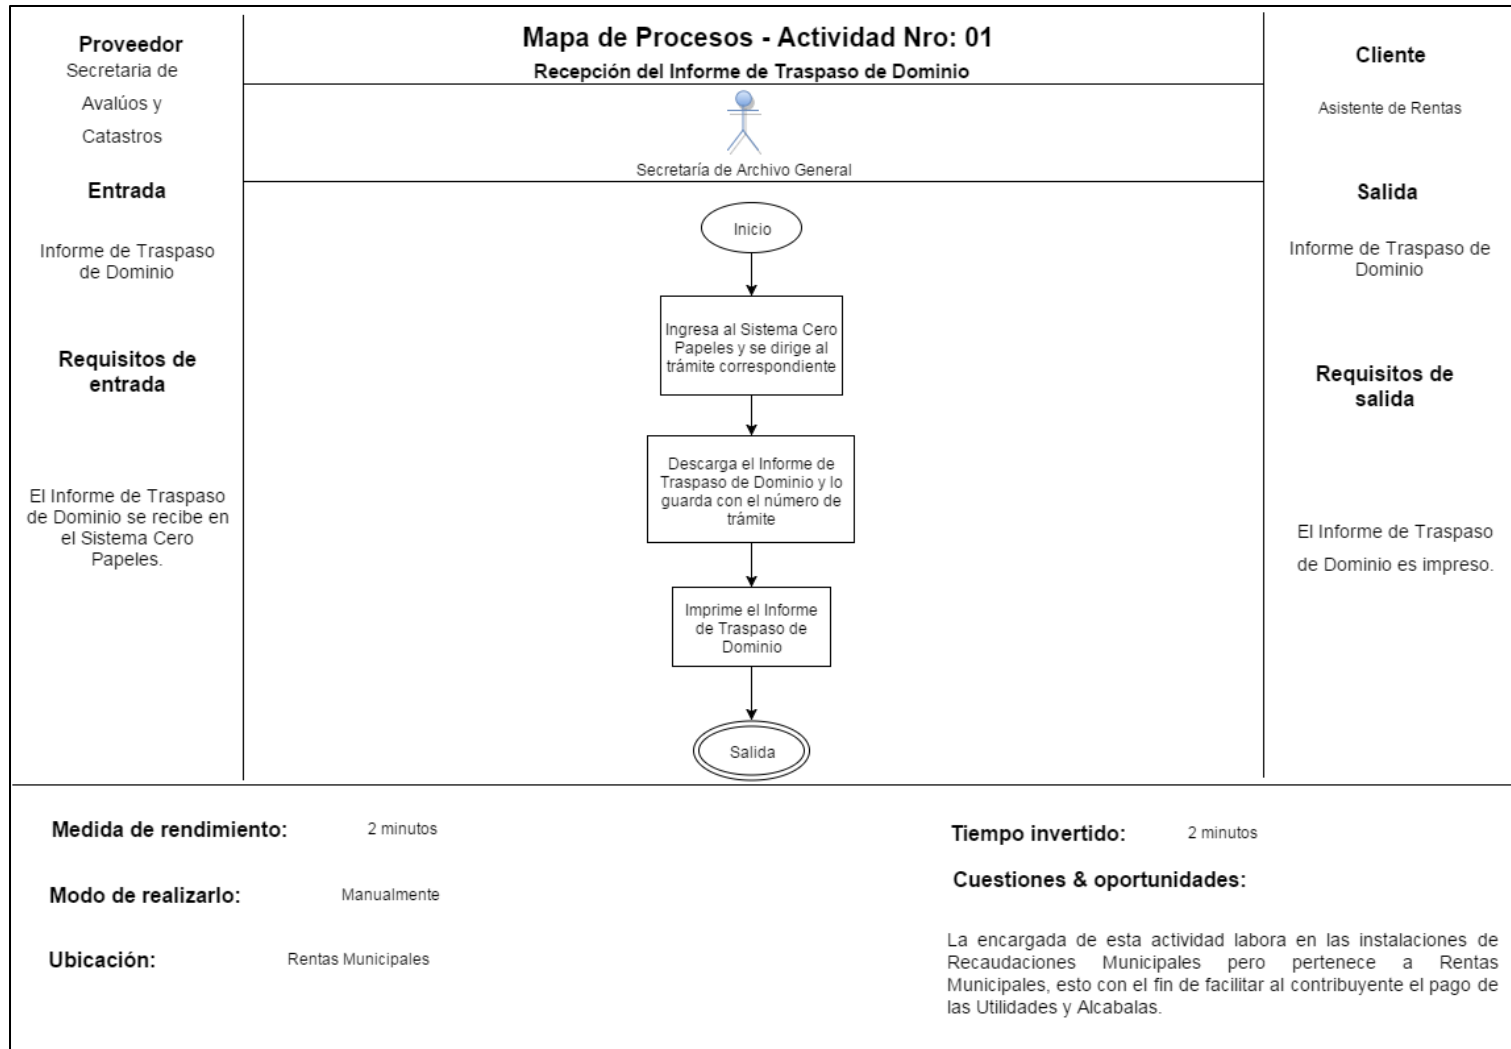 Mapa de Procesos - Actividad Nro: 01
Recepción del Informe de Traspaso de Dominio
Proveedor
Secretaria de
Avalúos y
Catastros
Entrada
Informe de Traspaso
de Dominio
Requisitos de
entrada
El Informe de Traspaso
de Dominio se recibe en
el Sistema Cero
Papeles.
Secretaría de Archivo General
Inicio
Ingresa al Sistema Cero
Papeles y se dirige al
trámite correspondiente
Descarga el Informe de
Traspaso de Dominio y lo
guarda con el número de
trámite
Imprime el Informe
de Traspaso de
Dominio
Salida
Cliente
Asistente de Rentas
Salida
Informe de Traspaso de
Dominio
Requisitos de
salida
El Informe de Traspaso
de Dominio es impreso.
Medida de rendimiento: 2 minutos
Modo de realizarlo: Manualmente
Ubicación: Rentas Municipales
Tiempo invertido: 2 minutos
Cuestiones & oportunidades:
La encargada de esta actividad labora en las instalaciones de
Recaudaciones Municipales pero pertenece a Rentas
Municipales, esto con el fin de facilitar al contribuyente el pago de
las Utilidades y Alcabalas.